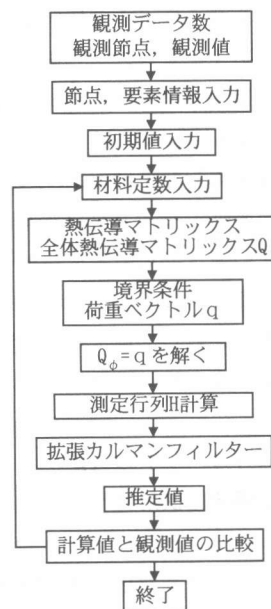 観測データ数
観測節点，観測値
節点，要素情報入力
初期値入力
材料定数入力
熱伝導マトリックス
全体熱伝導マトリックスQ
境界条件
荷重ベクトルq
Qφ=qを解く
測定行列H計算
拡張カルマンフィルター
推定値
計算値と観測値の比較
終了